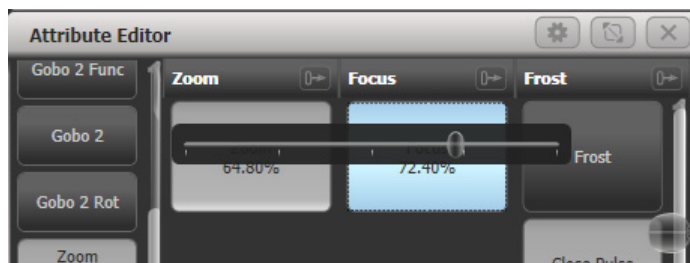 Attribute Editor
Gobo 2 Func
Zoom
Focus
Frost
64.80%
72.40%
Frost
Gobo 2
Gobo 2 Rot
Zoom